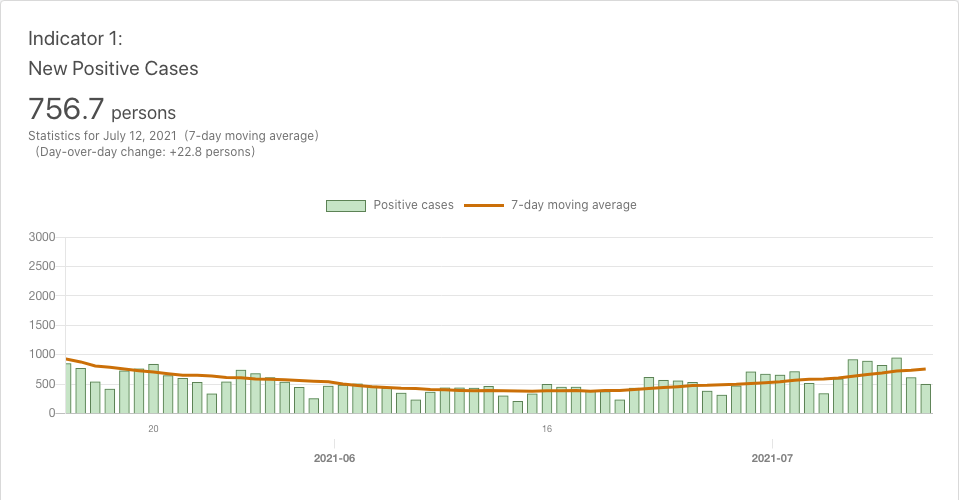 Indicator 1:
New Positive Cases
756.7 persons
Statistics for July 12, 2021 (7-day moving average)
(Day-over-day change: +22.8 persons)
Positive cases 7-day moving average
3000
2500
2000
1500
1000
500
0
20 16
2021-06 2021-07